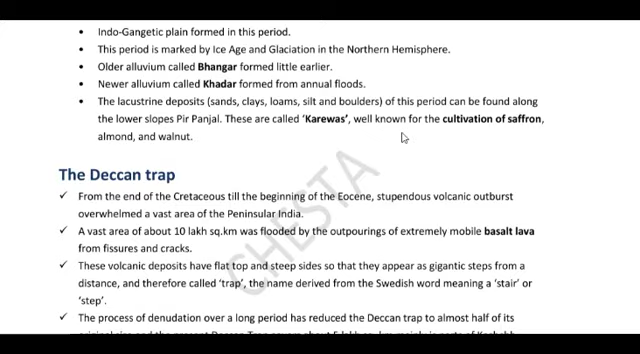 Indo-Gangetic plain formed in this period.
This period is marked by Ice Age and Glaciation in the Northern Hemisphere.
Older alluvium called Bhangar formed little earlier.
Newer alluvium called Khadar formed from annual floods.
The lacustrine deposits (sands, clays, loams, silt and boulders) of this period can be found along
the lower slopes Pir Panjal. These are called ‘Karewas’, well known for the cultivation of saffron,
almond, and walnut.
The Deccan trap
From the end of the Cretaceous till the beginning of the Eocene, stupendous volcanic outburst
overwhelmed a vast area of the Peninsular India.
A vast area of about 10 lakh sq.km was flooded by the outpourings of extremely mobile basalt lava
from fissures and cracks.
These volcanic deposits have flat top and steep sides so that they appear as gigantic steps from a
distance, and therefore called ‘trap’, the name derived from the Swedish word meaning a ‘stair’ or
‘step’.
The process of denudation over a long period has reduced the Deccan trap to almost half of its
CHESTA